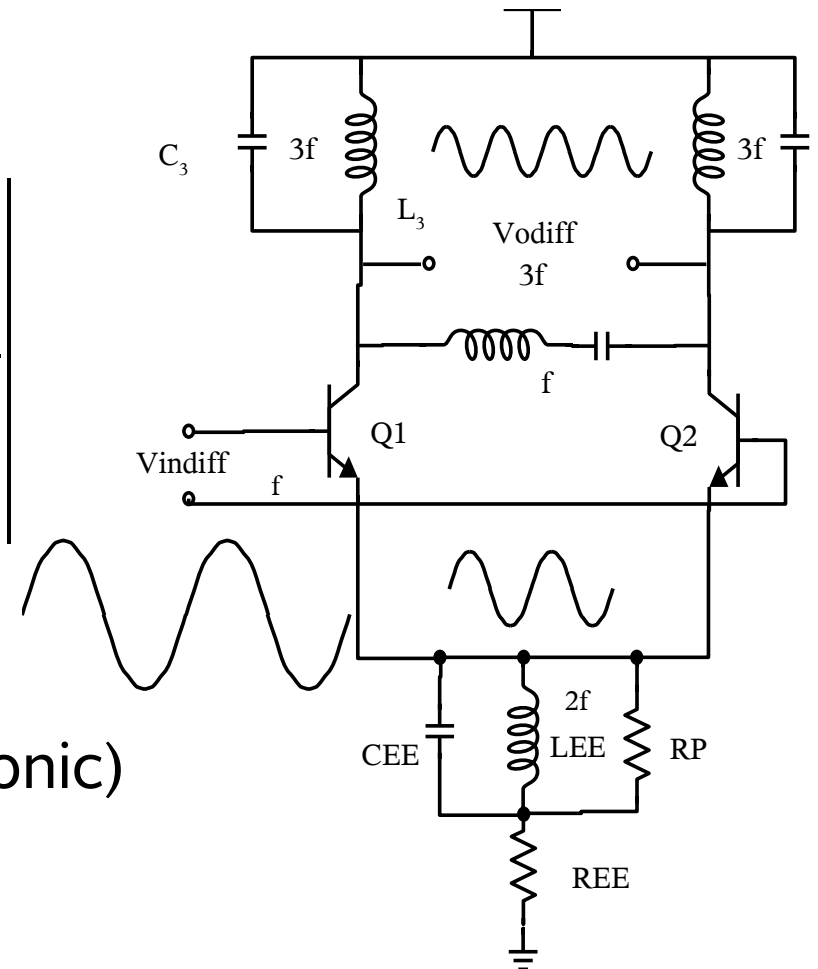 C3
3f
3f
L3
Vodiff
3f
f
Q1
Q2
Vindiff
f
2f
CEE
LEE
RP
onic)
REE